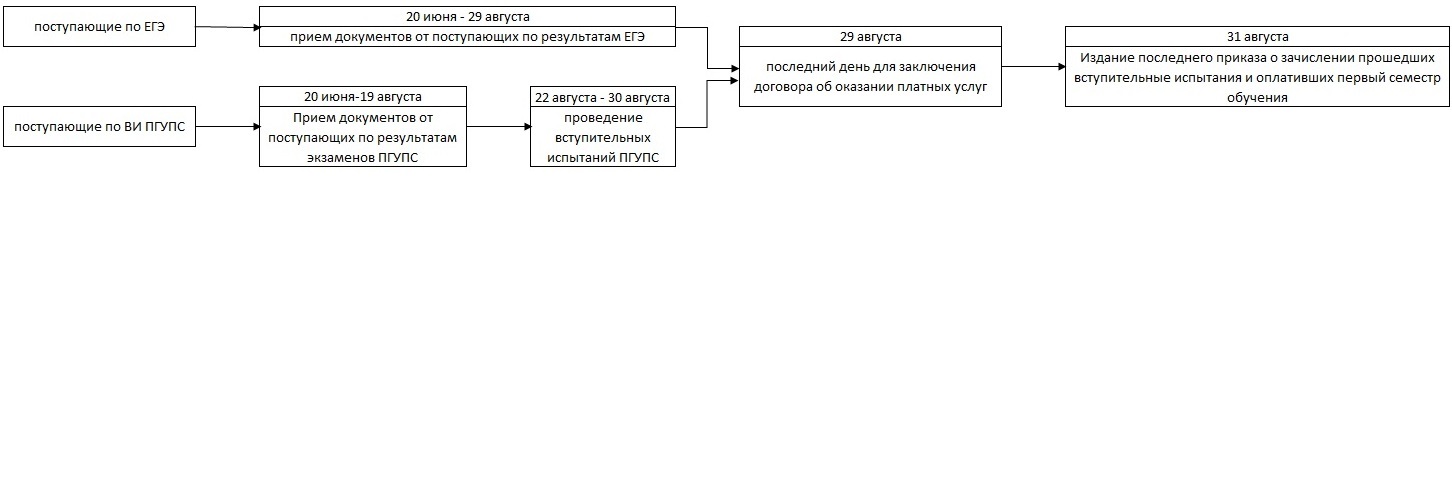 поступающие по ЕГЭ
20 июня - 29 августа
прием документов от поступающих по результатам ЕГЭ
поступающие по ВИ ПГУПС
20 июня-19 августа
Прием документов от
поступающих по результатам
экзаменов ПГУПС
22 августа - 30 августа
проведение
вступительных
испытаний ПГУПС
29 августа
последний день для заключения
договора об оказании платных услуг
31 августа
Издание последнего приказа о зачислении прошедших
вступительные испытания и оплативших первый семестр
обучения